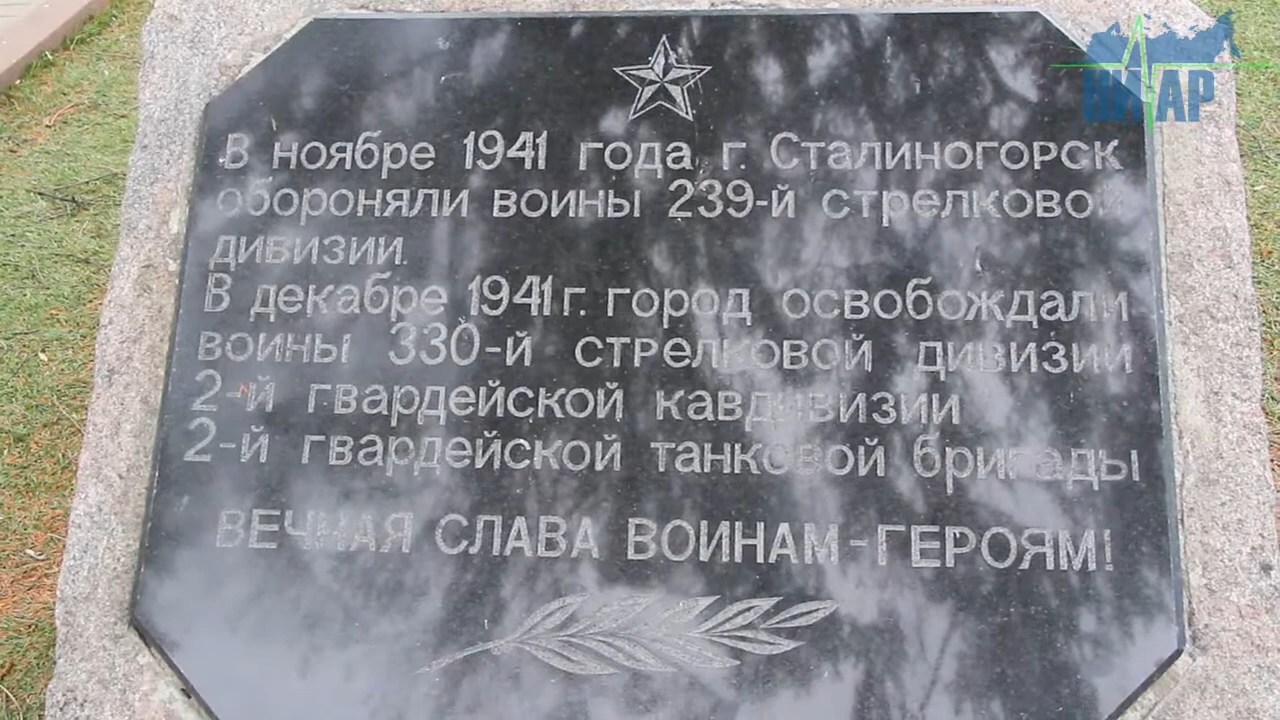 ПИАР
В ноябре 1941 года г. Сталиногорск
обороняли воины 239-й стрелковой
дивизии.
В декабре 1941 г. город освобождали
воины 330-й стрелковой дивизии
2-й гвардейской кавдивизии
2-й гвардейской танковой бригады
ВЕЧНАЯ СЛАВА ВОИНАМ-ГЕРОЯМ!